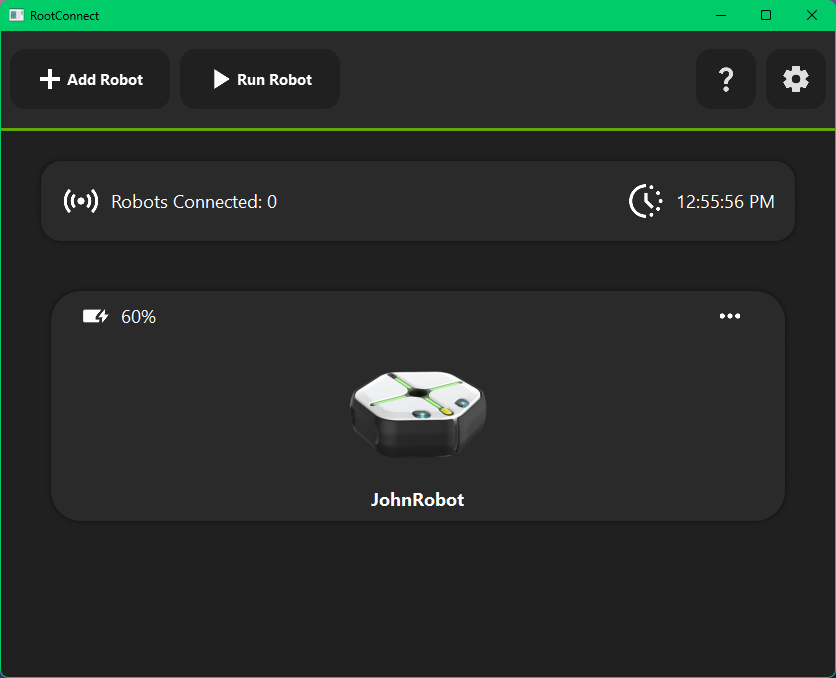 RootConnect
Add Robot
Run Robot
?
Robots Connected: 0
12:55:56 PM
60%
JohnRobot